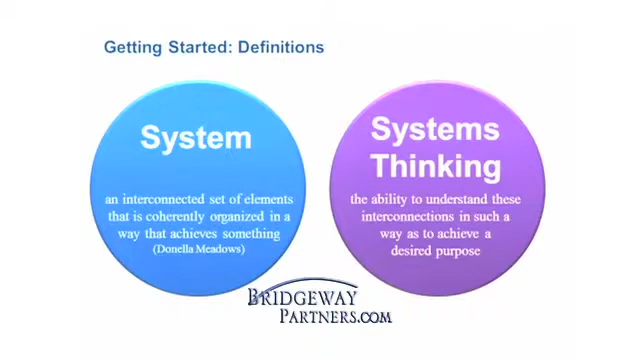 Getting Started: Definitions
System
an interconnected set of elements
that is coherently organized in a
way that achieves something
(Donella Meadows)
Systems
Thinking
the ability to understand these
interconnections in such a
way as to achieve a
desired purpose
BRIDGEWAY
PARTNERS.COM